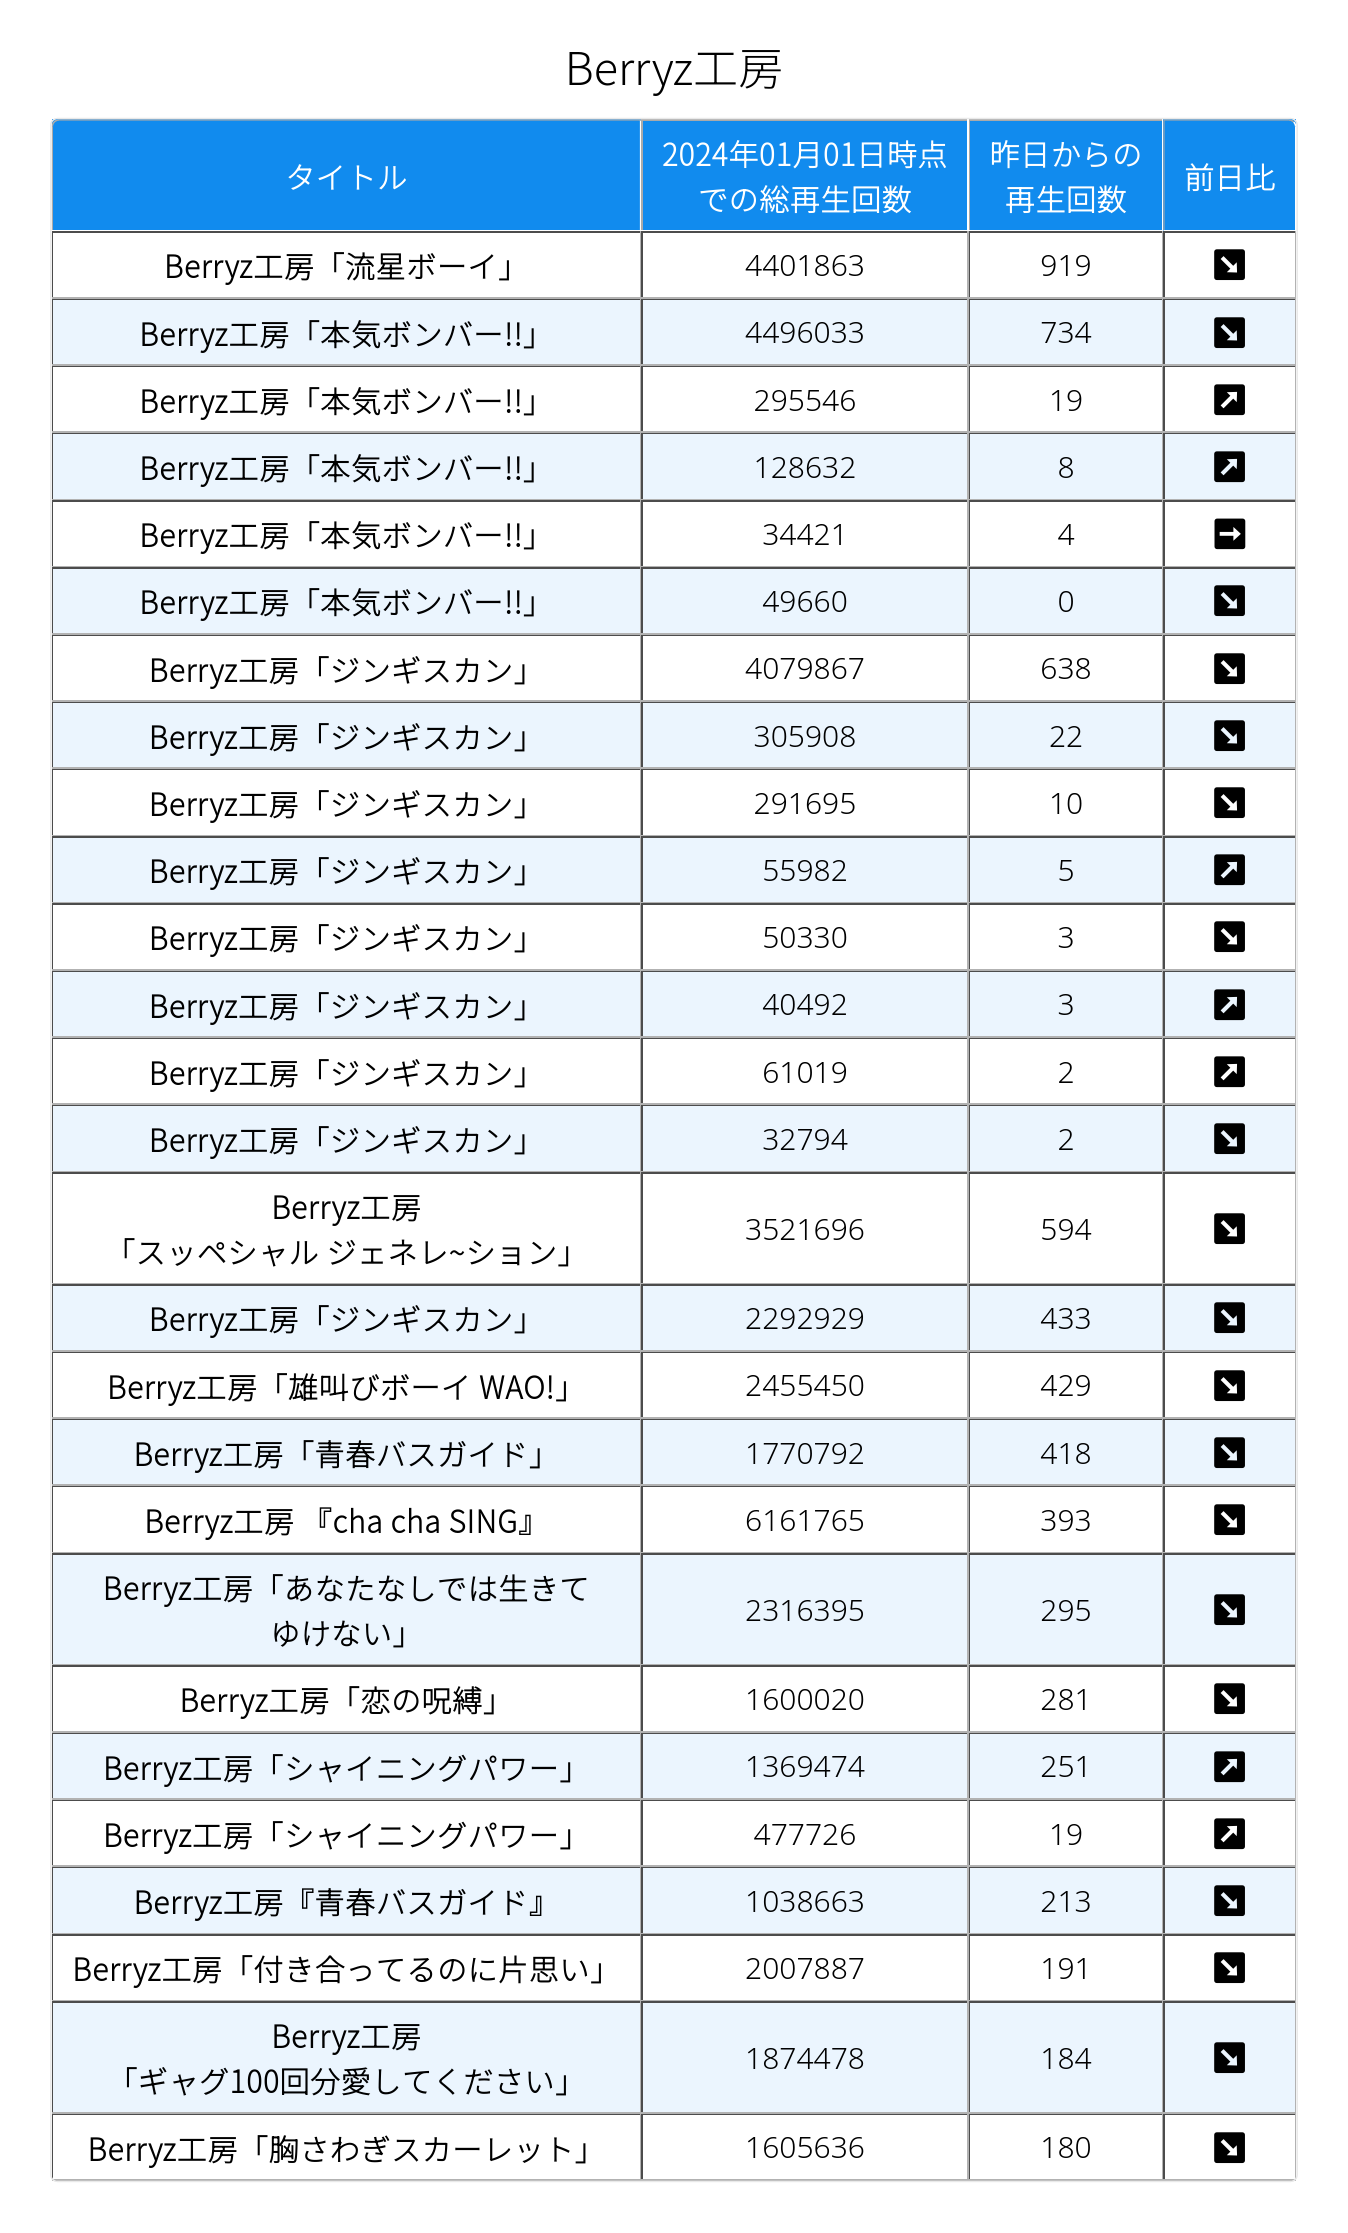 Berryz工房
タイトル 2024年01月01日時点での総再生回数 昨日からの再生回数 前日比
Berryz工房「流星ボーイ」 4401863 919 ↘
Berryz工房「本気ボンバー!!」 4496033 734 ↘
Berryz工房「本気ボンバー!!」 295546 19 ↗
Berryz工房「本気ボンバー!!」 128632 8 ↗
Berryz工房「本気ボンバー!!」 34421 4 →
Berryz工房「本気ボンバー!!」 49660 0 ↘
Berryz工房「ジンギスカン」 4079867 638 ↘
Berryz工房「ジンギスカン」 305908 22 ↘
Berryz工房「ジンギスカン」 291695 10 ↘
Berryz工房「ジンギスカン」 55982 5 ↗
Berryz工房「ジンギスカン」 50330 3 ↘
Berryz工房「ジンギスカン」 40492 3 ↗
Berryz工房「ジンギスカン」 61019 2 ↗
Berryz工房「ジンギスカン」 32794 2 ↘
Berryz工房「スッペシャル ジェネレ~ション」 3521696 594 ↘
Berryz工房「ジンギスカン」 2292929 433 ↘
Berryz工房「雄叫びボーイ WAO!」 2455450 429 ↘
Berryz工房「青春バスガイド」 1770792 418 ↘
Berryz工房 『cha cha SING』 6161765 393 ↘
Berryz工房「あなたなしでは生きてゆけない」 2316395 295 ↘
Berryz工房「恋の呪縛」 1600020 281 ↘
Berryz工房「シャイニングパワー」 1369474 251 ↗
Berryz工房「シャイニングパワー」 477726 19 ↗
Berryz工房『青春バスガイド』 1038663 213 ↘
Berryz工房「付き合ってるのに片思い」 2007887 191 ↘
Berryz工房「ギャグ100回分愛してください」 1874478 184 ↘
Berryz工房「胸さわぎスカーレット」 1605636 180 ↘